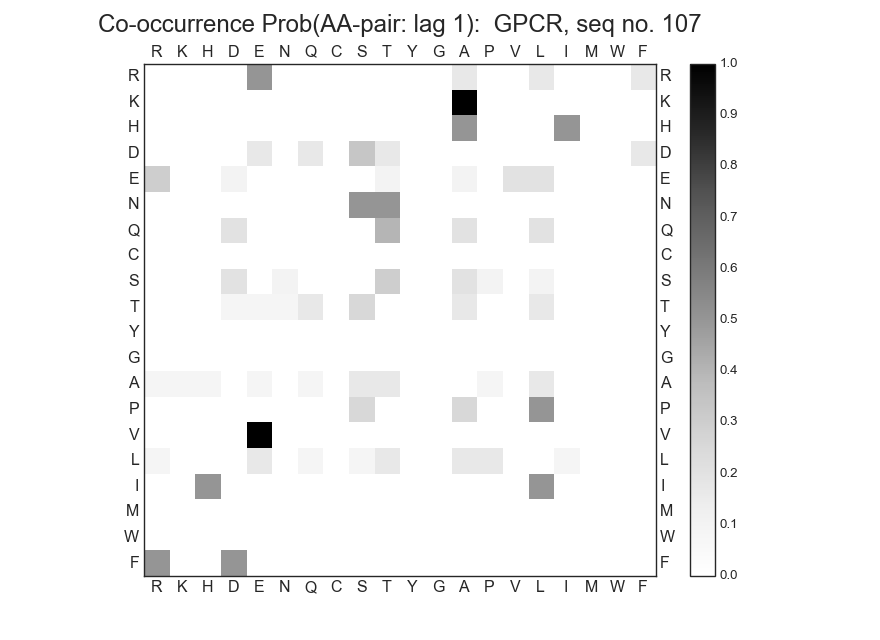 Co-occurrence Prob(AA-pair: lag 1):  GPCR, seq no. 107
R K H D E N Q C S T Y G A P V L I M W F
R R 1.0
K K 0.9
H H
D D 0.8
E E
N N 0.7
Q Q
C C 0.6
S S
T T 0.5
Y Y
G G 0.4
A A
P P 0.3
V V
L L 0.2
I I
M M 0.1
W W
F F 0.0
R K H D E N Q C S T Y G A P V L I M W F